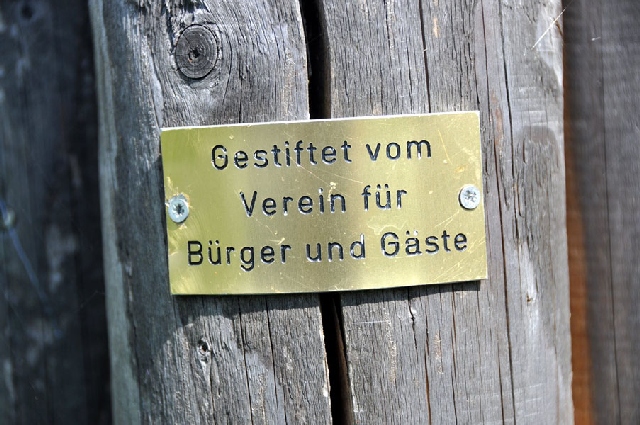 Gestiftet vom
Verein für
Bürger und Gäste